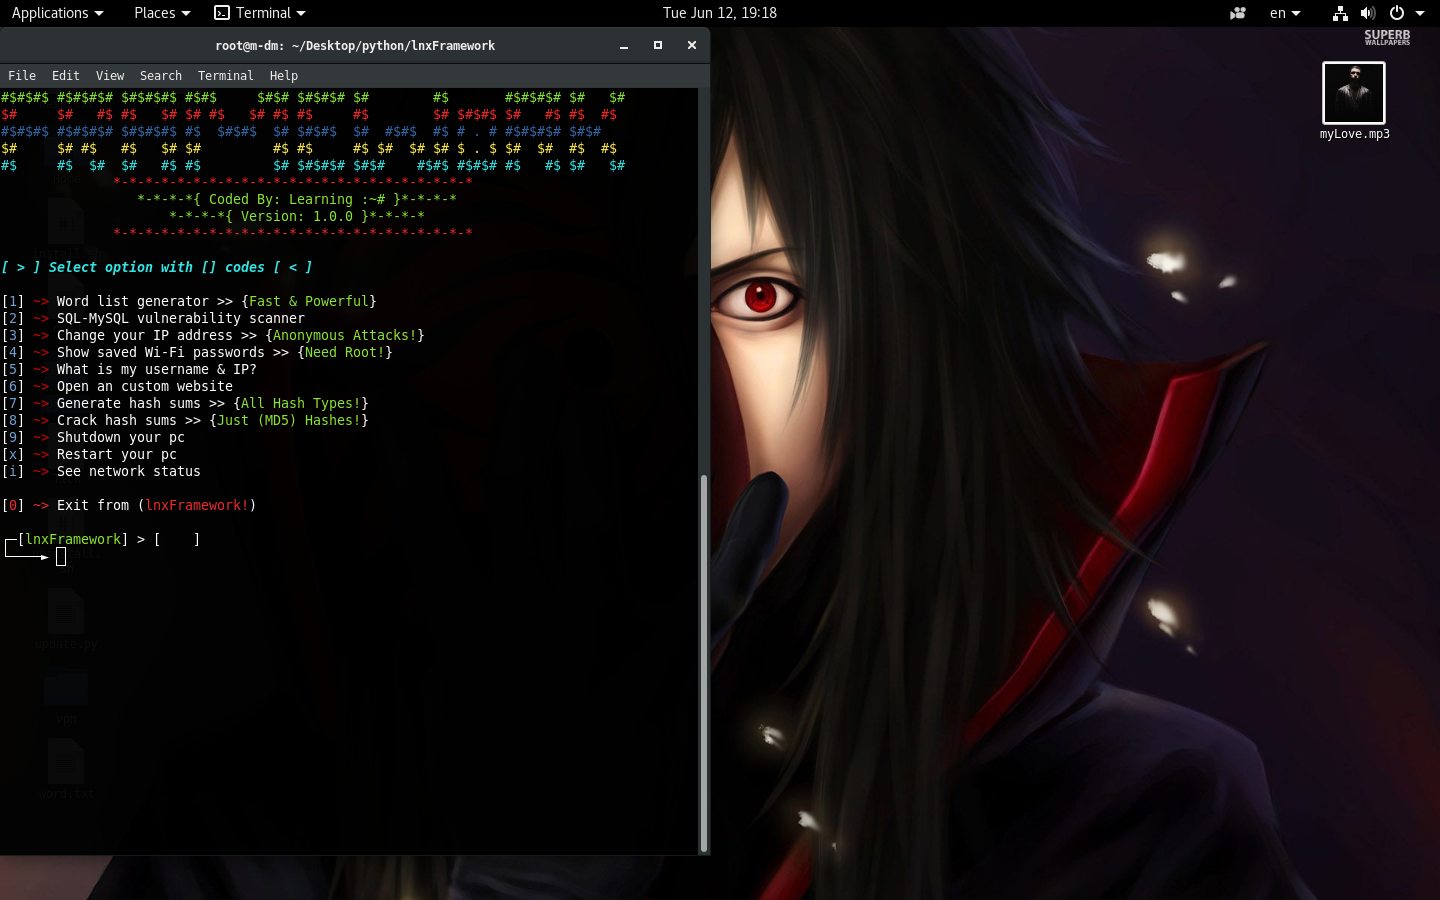 Applications Places Terminal Tue Jun 12, 19:18 en
SUPERB
WALLPAPERS
root@m-dm: ~/Desktop/python/lnxFramework
File Edit View Search Terminal Help
#$#$#$ #$#$#$# $#$#$#$ #$#$     $#$# $#$#$# $#        #$       #$#$#$# $#   $#
$#     $#   #$ #$   $# $# #$   $# #$ #$     #$        $# $#$#$ $#   #$ #$  #$
#$#$#$ #$#$#$# $#$#$#$ #$  $#$#$  $# $#$#$  $#  #$#$  #$ # . # #$#$#$# $#$#
$#     $# #$   #$   $# $#         #$ #$     #$ $#  $# $# $ . $ $#  $#  #$  #$
#$     #$  $#  $#   #$ #$         $# $#$#$# $#$#    #$#$ #$#$# #$   #$ $#   $#
*-*-*-*-*-*-*-*-*-*-*-*-*-*-*-*-*-*-*-*-*-*-*
*-*-*-*{ Coded By: Learning :~# }*-*-*-*
*-*-*-*{ Version: 1.0.0 }*-*-*-*
*-*-*-*-*-*-*-*-*-*-*-*-*-*-*-*-*-*-*-*-*-*-*
[ > ] Select option with [] codes [ < ]
[1] ~> Word list generator >> {Fast & Powerful}
[2] ~> SQL-MySQL vulnerability scanner
[3] ~> Change your IP address >> {Anonymous Attacks!}
[4] ~> Show saved Wi-Fi passwords >> {Need Root!}
[5] ~> What is my username & IP?
[6] ~> Open an custom website
[7] ~> Generate hash sums >> {All Hash Types!}
[8] ~> Crack hash sums >> {Just (MD5) Hashes!}
[9] ~> Shutdown your pc
[x] ~> Restart your pc
[i] ~> See network status
[0] ~> Exit from (lnxFramework!)
[lnxFramework] > [    ]
update.py
vpn
word.txt
myLove.mp3